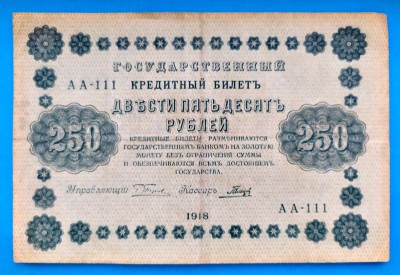 ГОСУДАРСТВЕННЫЙ
АА-111 КРЕДИТНЫЙ БИЛЕТЪ
ДВѢСТИ ПЯТЬДЕСЯТЪ
РУБЛЕЙ
250 250
КРЕДИТНЫЕ БИЛЕТЫ РАЗМѢНИВАЮТСЯ
ГОСУДАРСТВЕННЫМЪ БАНКОМЪ НА ЗОЛОТУЮ
МОНЕТУ БЕЗЪ ОГРАНИЧЕНІЯ СУММЫ
И ОБЕЗПЕЧИВАЮТСЯ ВСѢМЪ ДОСТОЯНІЕМЪ
ГОСУДАРСТВА.
Управляющій Кассиръ
АА-111
1918